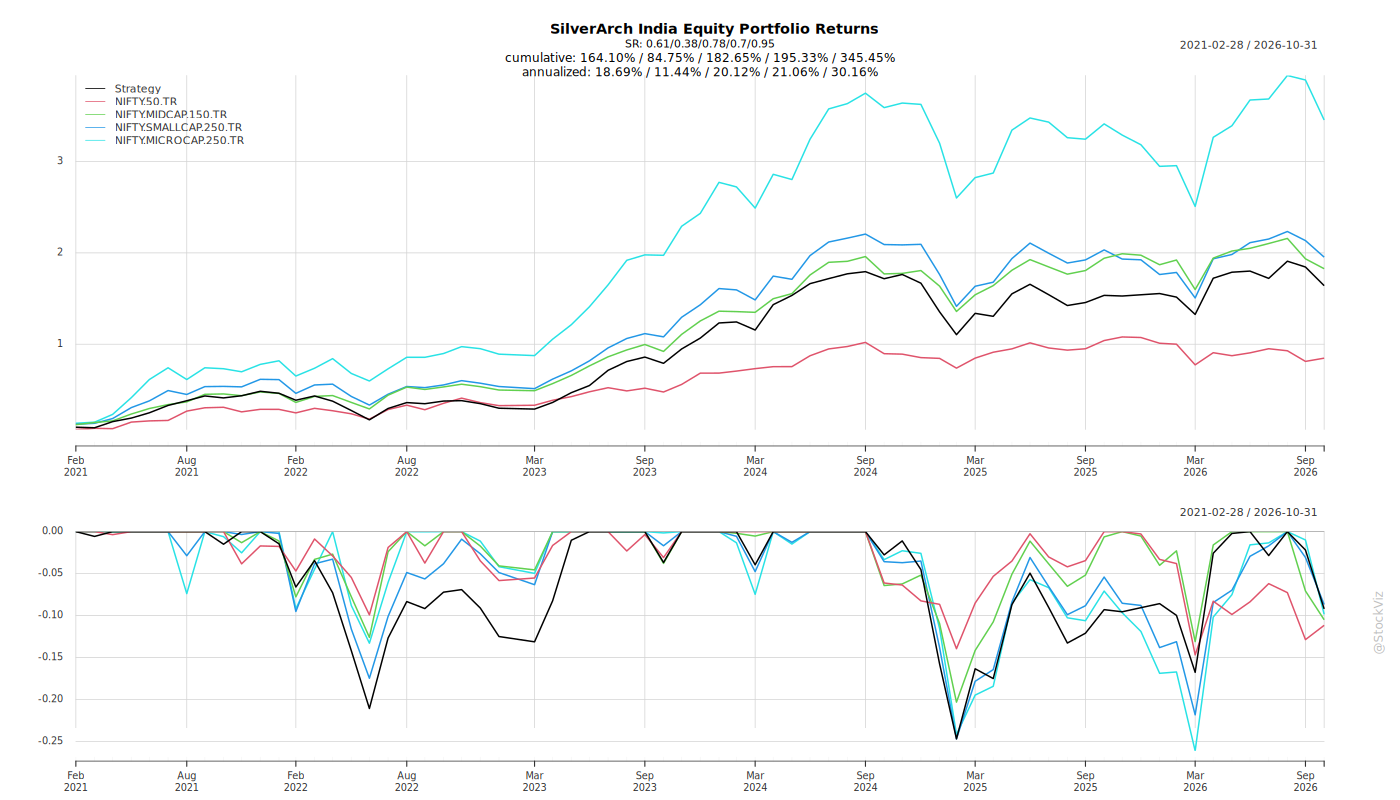 SilverArch India Equity Portfolio Returns
SR: 0.61/0.38/0.78/0.7/0.95
cumulative: 164.10% / 84.75% / 182.65% / 195.33% / 345.45%
annualized: 18.69% / 11.44% / 20.12% / 21.06% / 30.16%
2021-02-28 / 2026-10-31
Strategy
NIFTY.50.TR
NIFTY.MIDCAP.150.TR
NIFTY.SMALLCAP.250.TR
NIFTY.MICROCAP.250.TR
3
2
1
Feb Aug Feb Aug Mar Sep Mar Sep Mar Sep Mar Sep
2021 2021 2022 2022 2023 2023 2024 2024 2025 2025 2026 2026
2021-02-28 / 2026-10-31
0.00
-0.05
-0.10
-0.15
-0.20
-0.25
Feb Aug Feb Aug Mar Sep Mar Sep Mar Sep Mar Sep
2021 2021 2022 2022 2023 2023 2024 2024 2025 2025 2026 2026
@StockViz